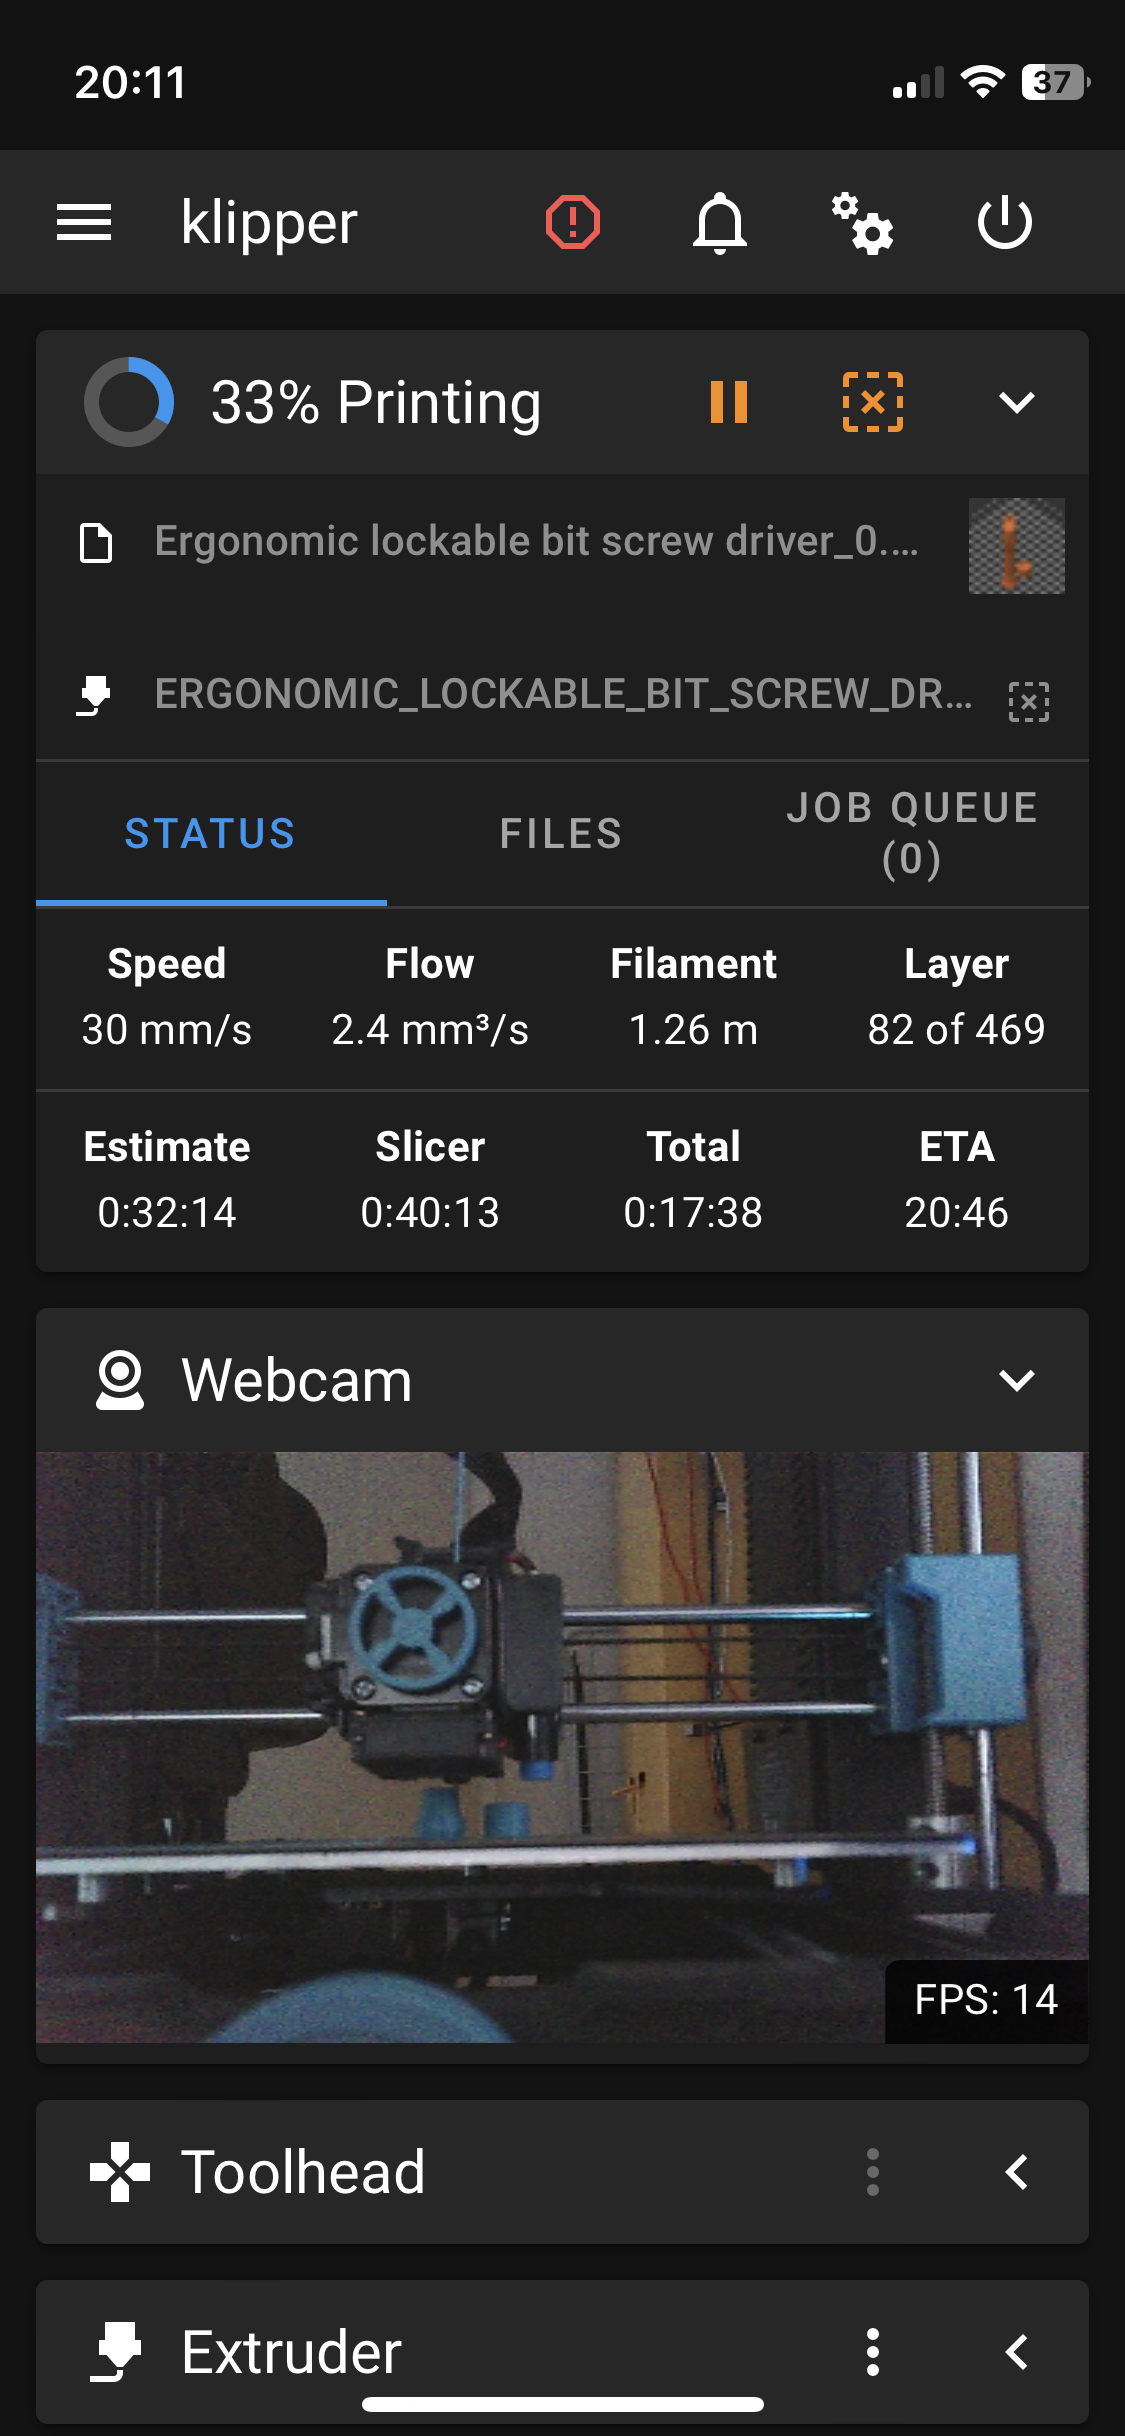 20:11
37
klipper
33% Printing
Ergonomic lockable bit screw driver_0....
ERGONOMIC_LOCKABLE_BIT_SCREW_DR...
STATUS
FILES
JOB QUEUE
(0)
Speed
Flow
Filament
Layer
30 mm/s
2.4 mm³/s
1.26 m
82 of 469
Estimate
Slicer
Total
ETA
0:32:14
0:40:13
0:17:38
20:46
Webcam
FPS: 14
Toolhead
Extruder